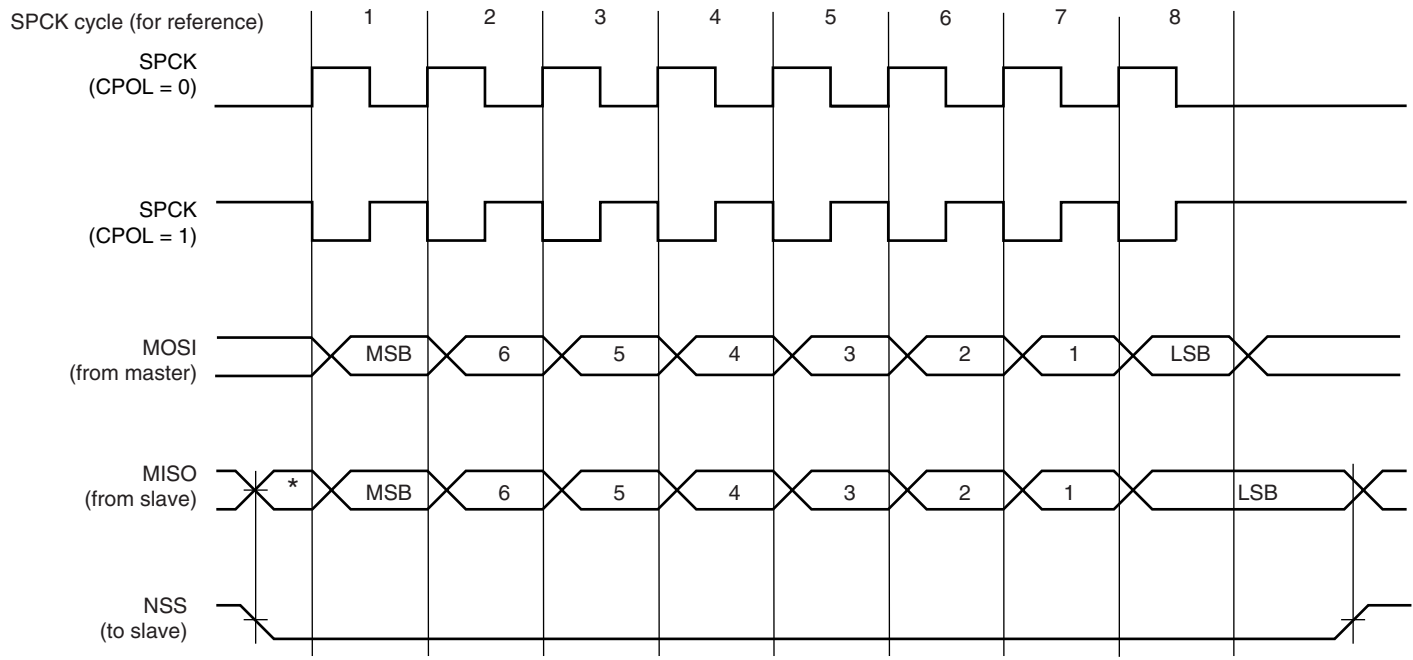 SPCK cycle (for reference) 1 2 3 4 5 6 7 8
SPCK
(CPOL = 0)
SPCK
(CPOL = 1)
MOSI
(from master)
MSB 6 5 4 3 2 1 LSB
MISO
(from slave)
* MSB 6 5 4 3 2 1 LSB
NSS
(to slave)